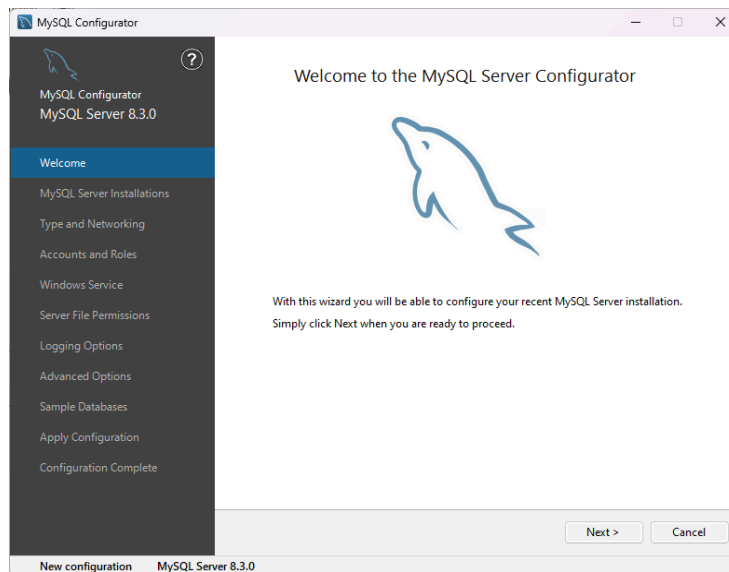 MySQL Configurator
?
MySQL Configurator
MySQL Server 8.3.0
Welcome
MySQL Server Installations
Type and Networking
Accounts and Roles
Windows Service
Server File Permissions
Logging Options
Advanced Options
Sample Databases
Apply Configuration
Configuration Complete
Welcome to the MySQL Server Configurator
With this wizard you will be able to configure your recent MySQL Server installation.
Simply click Next when you are ready to proceed.
Next > Cancel
New configuration MySQL Server 8.3.0